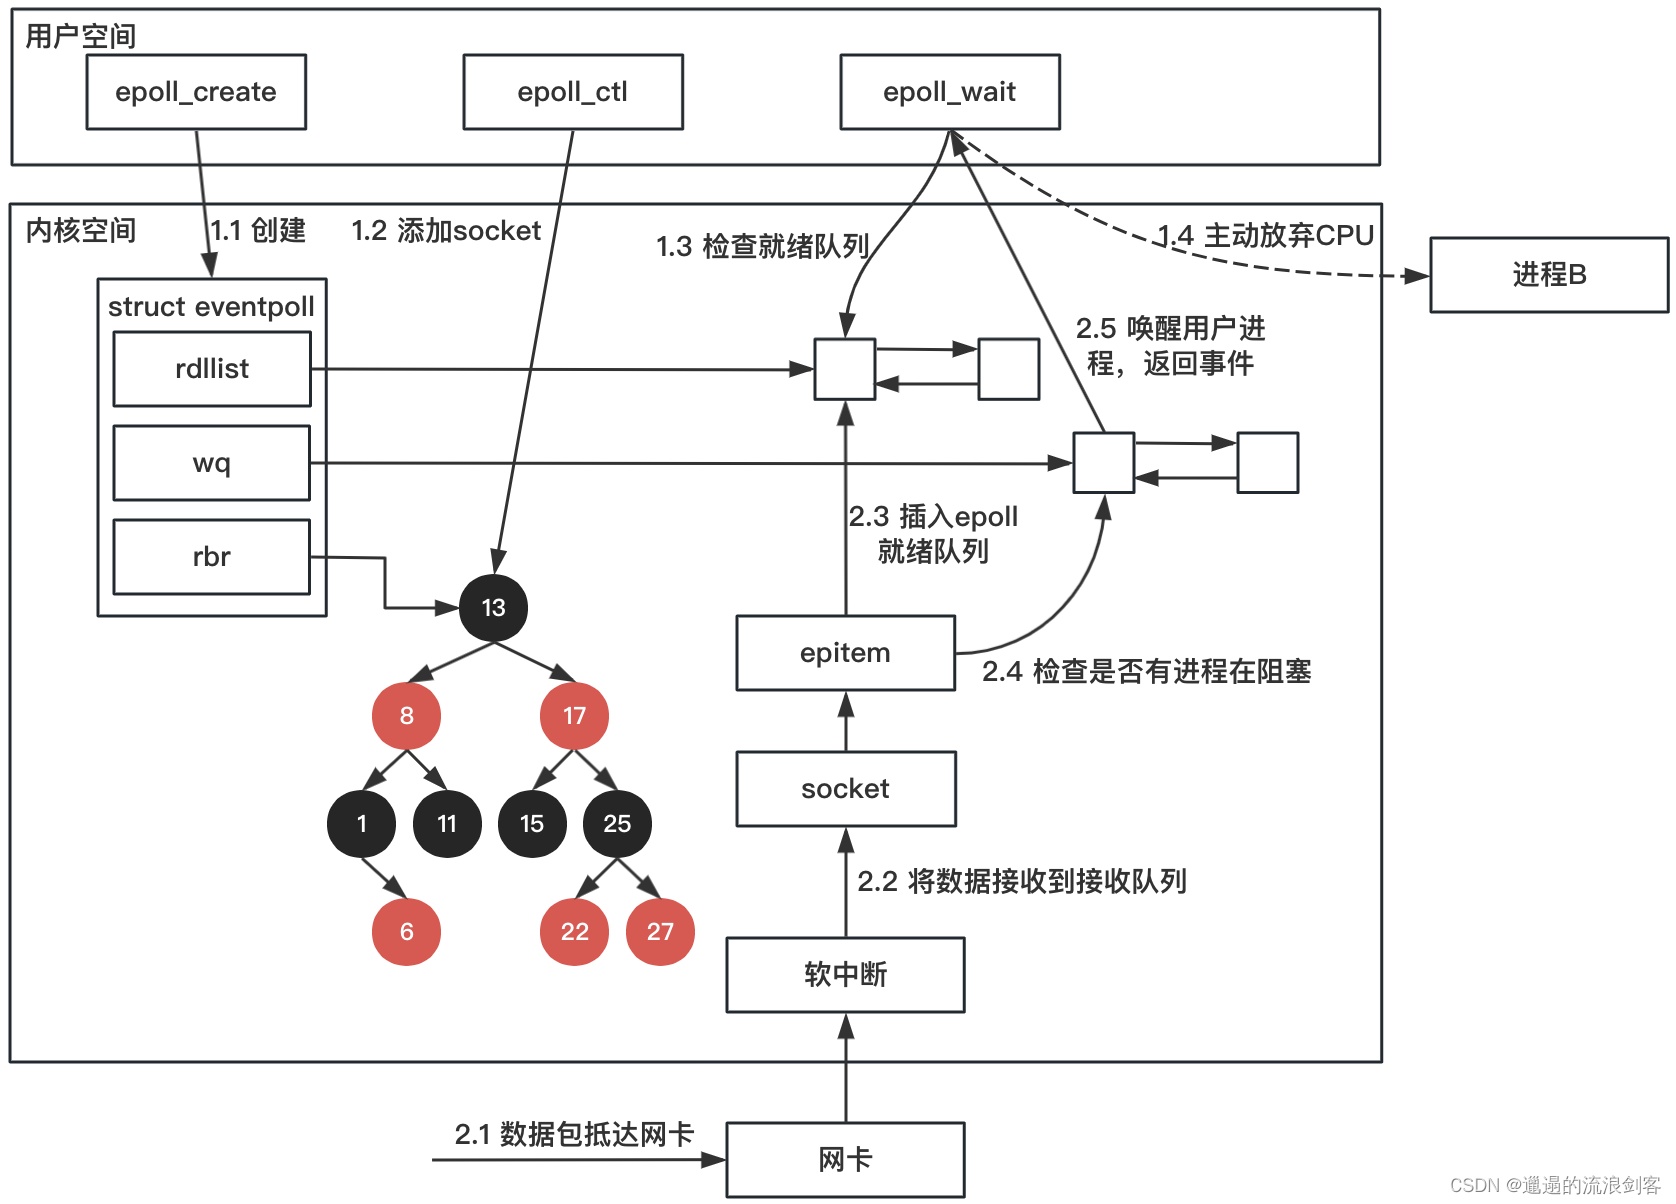 用户空间
epoll_create
epoll_ctl
epoll_wait
内核空间
1.1 创建
1.2 添加socket
1.3 检查就绪队列
1.4 主动放弃CPU
进程B
struct eventpoll
rdllist
wq
rbr
2.5 唤醒用户进
程，返回事件
2.3 插入epoll
就绪队列
13
8
17
1
11
15
25
6
22
27
epitem
2.4 检查是否有进程在阻塞
socket
2.2 将数据接收到接收队列
软中断
2.1 数据包抵达网卡
网卡
CSDN @邋遢的流浪剑客